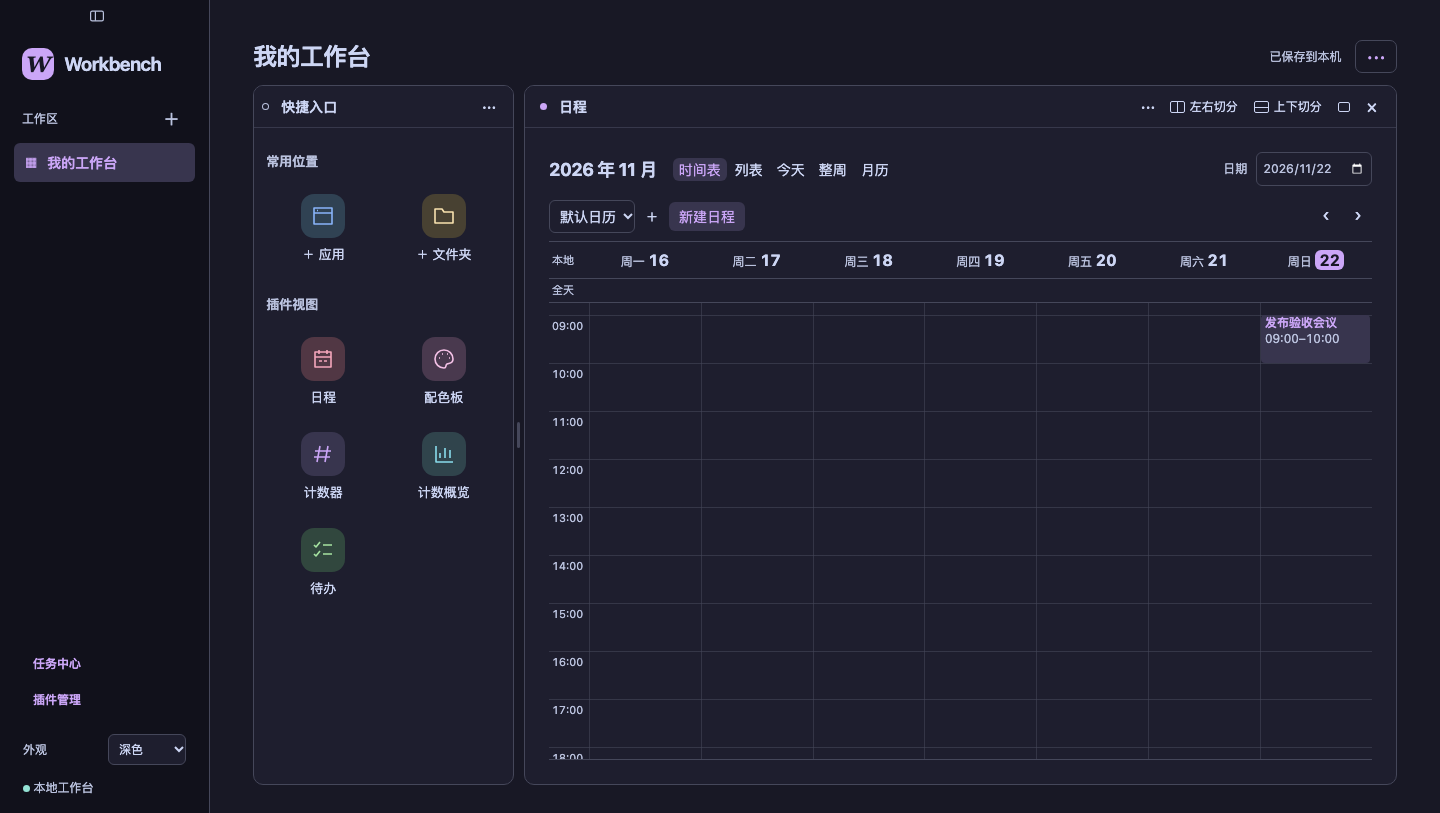 W Workbench
工作区
我的工作台
任务中心
插件管理
外观 深色
本地工作台
我的工作台
已保存到本机
快捷入口
常用位置
+ 应用
+ 文件夹
插件视图
日程
配色板
计数器
计数概览
待办
日程
左右切分
上下切分
2026 年 11 月
时间表 列表 今天 整周 月历
日期 2026/11/22
默认日历 + 新建日程
本地 周一 16 周二 17 周三 18 周四 19 周五 20 周六 21 周日 22
全天
09:00
发布验收会议
09:00–10:00
10:00
11:00
12:00
13:00
14:00
15:00
16:00
17:00
18:00